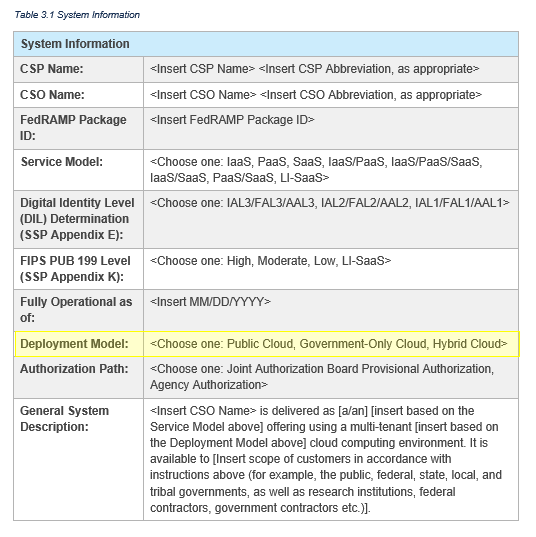 Table 3.1 System Information
System Information
CSP Name:
<Insert CSP Name> <Insert CSP Abbreviation, as appropriate>
CSO Name:
<Insert CSO Name> <Insert CSO Abbreviation, as appropriate>
FedRAMP Package
ID:
<Insert FedRAMP Package ID>
Service Model:
<Choose one: IaaS, PaaS, SaaS, IaaS/PaaS, IaaS/PaaS/SaaS,
IaaS/SaaS, PaaS/SaaS, LI-SaaS>
Digital Identity Level
(DIL) Determination
(SSP Appendix E):
<Choose one: IAL3/FAL3/AAL3, IAL2/FAL2/AAL2, IAL1/FAL1/AAL1>
FIPS PUB 199 Level
(SSP Appendix K):
<Choose one: High, Moderate, Low, LI-SaaS>
Fully Operational as
of:
<Insert MM/DD/YYYY>
Deployment Model:
<Choose one: Public Cloud, Government-Only Cloud, Hybrid Cloud>
Authorization Path:
<Choose one: Joint Authorization Board Provisional Authorization,
Agency Authorization>
General System
Description:
<Insert CSO Name> is delivered as [a/an] [insert based on the
Service Model above] offering using a multi-tenant [insert based on
the Deployment Model above] cloud computing environment. It is
available to [Insert scope of customers in accordance with
instructions above (for example, the public, federal, state, local, and
tribal governments, as well as research institutions, federal
contractors, government contractors etc.)].